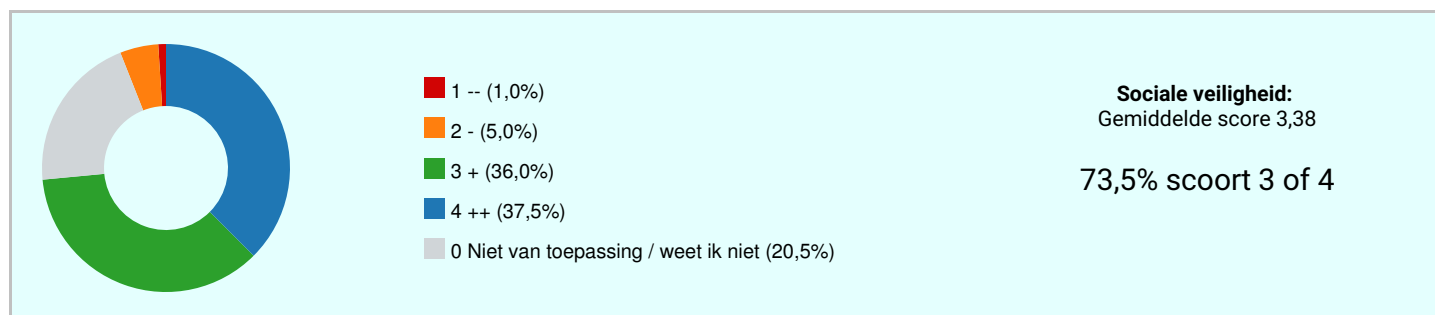 1 -- (1,0%)
2 - (5,0%)
3 + (36,0%)
4 ++ (37,5%)
0 Niet van toepassing / weet ik niet (20,5%)
Sociale veiligheid:
Gemiddelde score 3,38
73,5% scoort 3 of 4